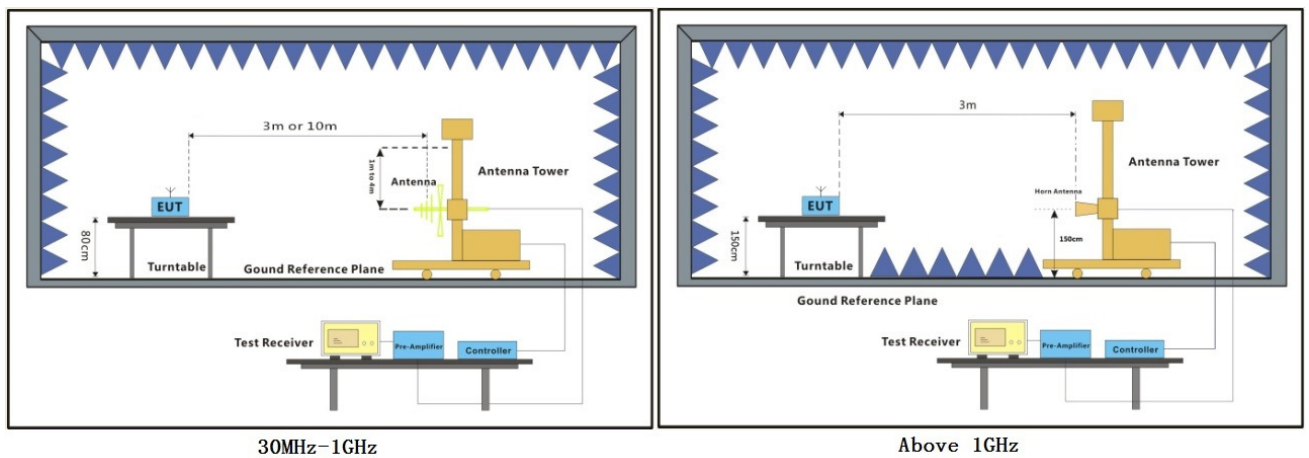 3m or 10m
1m to 4m
Antenna
Antenna Tower
EUT
80cm
Turntable
Gound Reference Plane
Test Receiver
Pre-Amplifier
Controller
30MHz-1GHz
3m
Antenna Tower
Horn Antenna
EUT
150cm
150cm
Turntable
Gound Reference Plane
Test Receiver
Pre-Amplifier
Controller
Above 1GHz